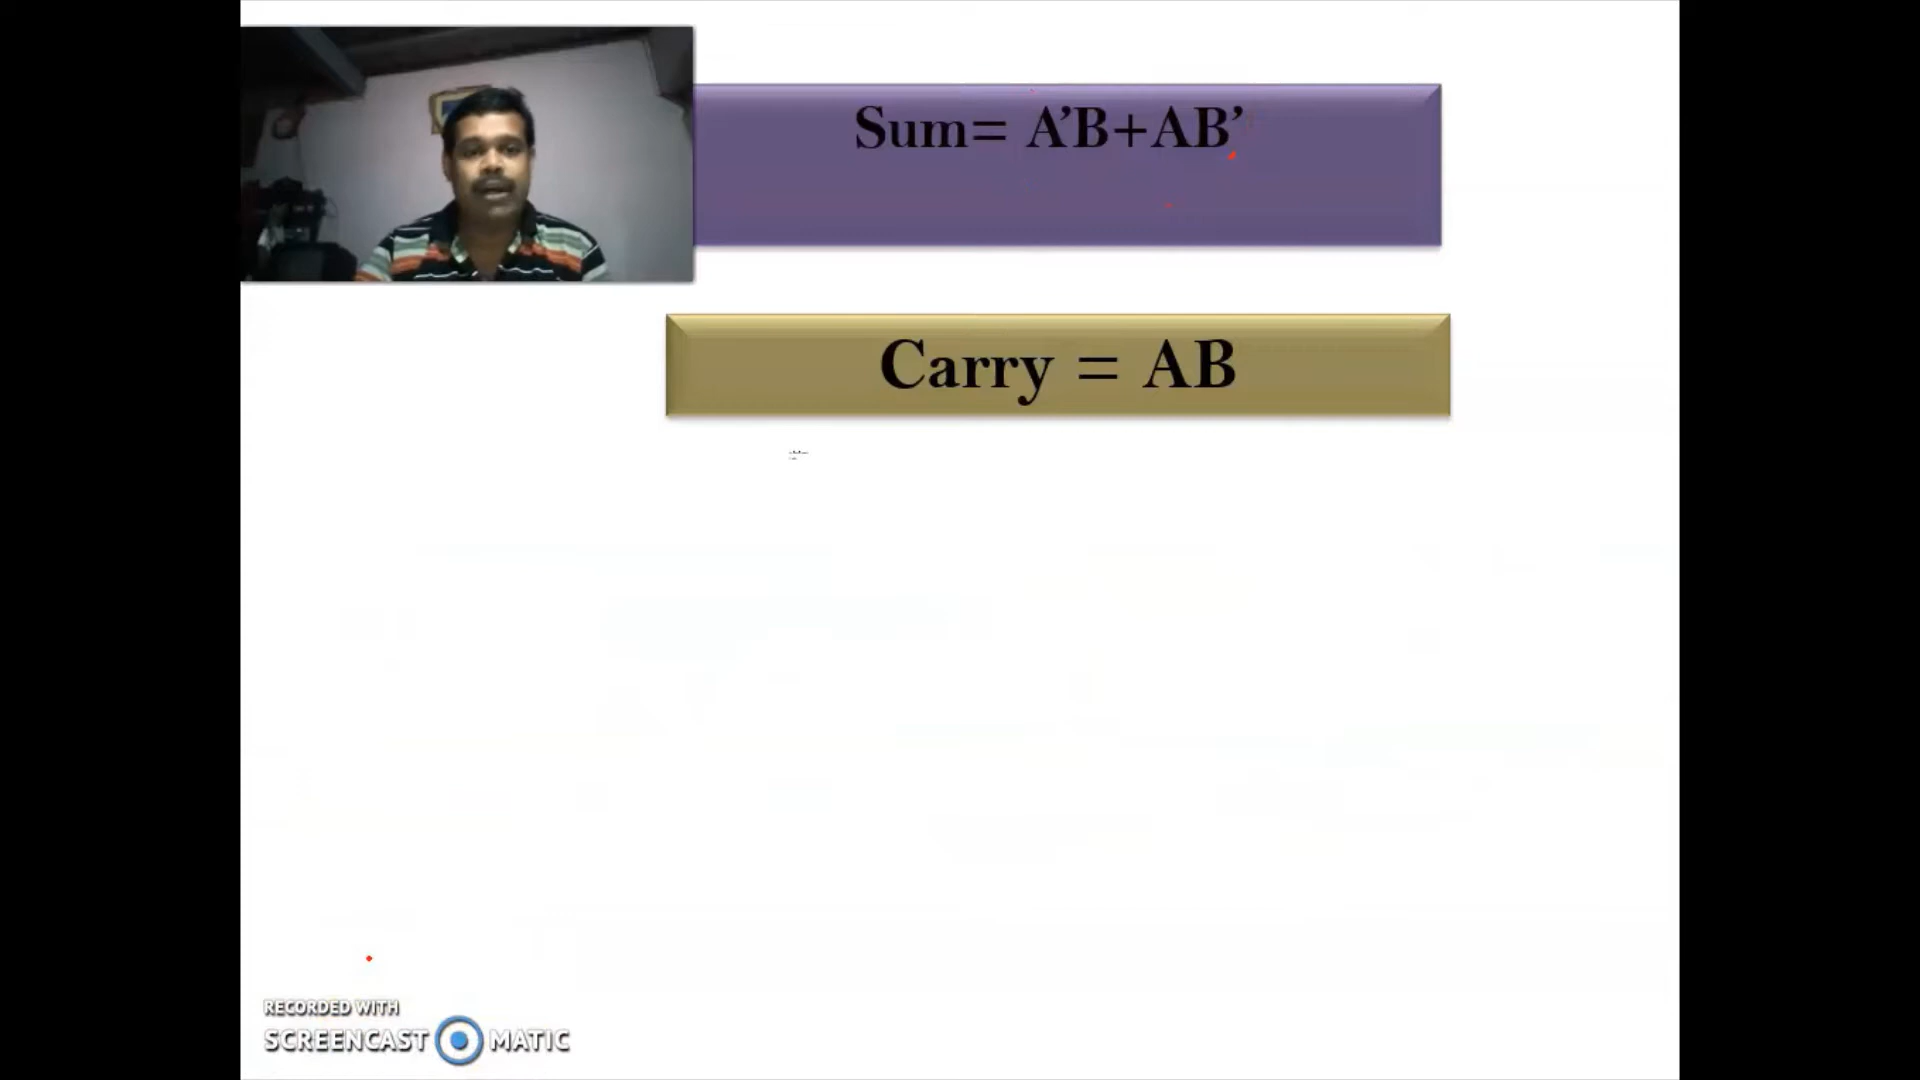 Sum= A’B+AB’
Carry = AB
RECORDED WITH
SCREENCAST MATIC